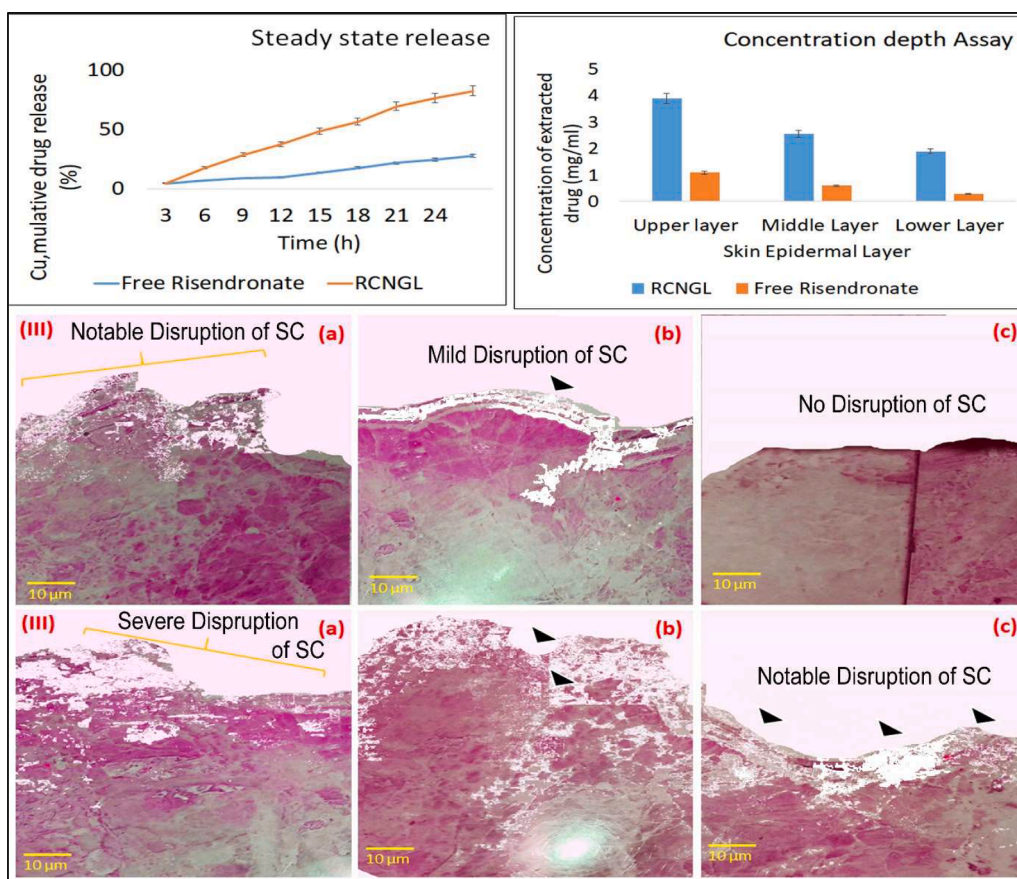 Steady state release
Cu,mulative drug release
(%)
100
50
0
3 6 9 12 15 18 21 24
Time (h)
Free Risendronate
RCNGL
Concentration depth Assay
Concentration of extracted
drug (mg/ml)
5
4
3
2
1
0
Upper layer Middle Layer Lower Layer
Skin Epidermal Layer
RCNGL
Free Risendronate
(III)
Notable Disruption of SC
(a)
10 µm
(b)
Mild Disruption of SC
10 µm
(c)
No Disruption of SC
10 µm
(III)
Severe Dispruption
of SC
(a)
10 µm
(b)
10 µm
(c)
Notable Disruption of SC
10 µm